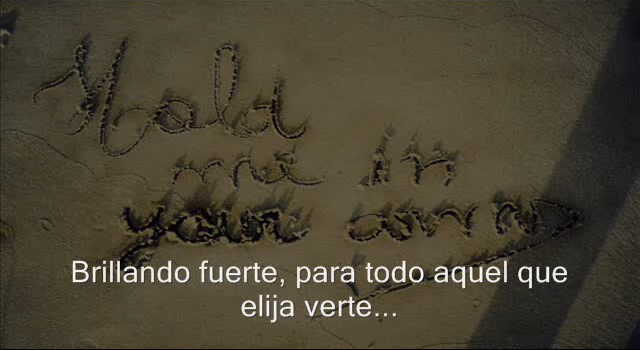 Hold
me in
your arms
Brillando fuerte, para todo aquel que
elija verte...